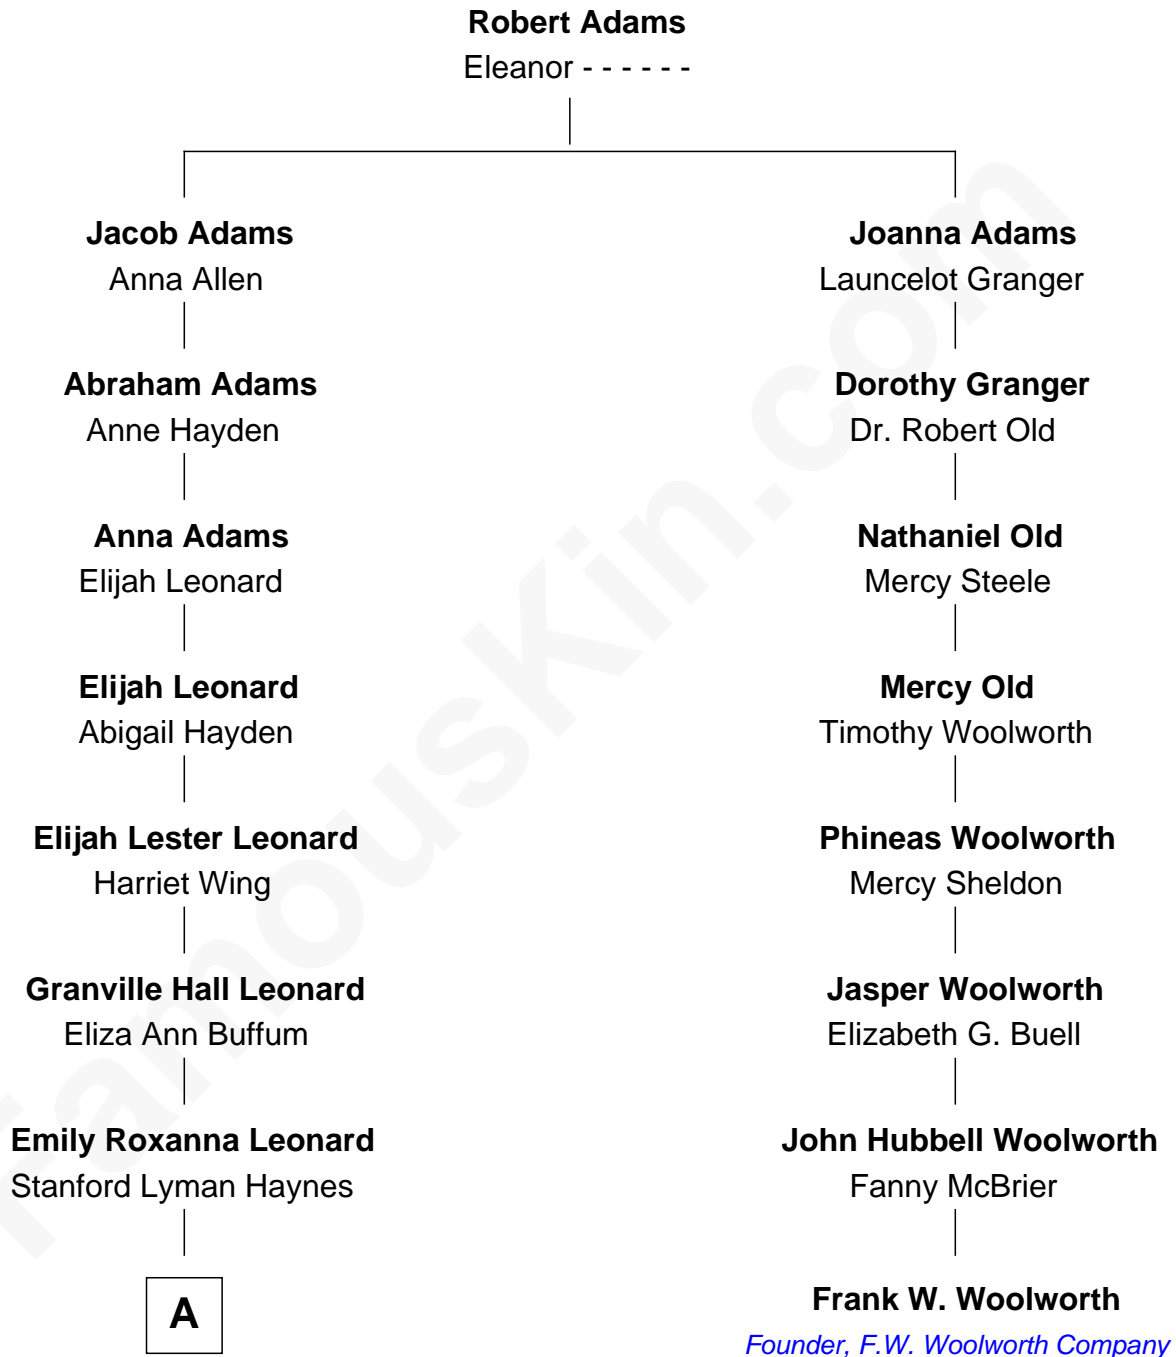 Robert Adams
Eleanor - - - - - -
Jacob Adams
Anna Allen
Joanna Adams
Launcelot Granger
Abraham Adams
Anne Hayden
Dorothy Granger
Dr. Robert Old
Anna Adams
Elijah Leonard
Nathaniel Old
Mercy Steele
Elijah Leonard
Abigail Hayden
Mercy Old
Timothy Woolworth
Elijah Lester Leonard
Harriet Wing
Phineas Woolworth
Mercy Sheldon
Granville Hall Leonard
Eliza Ann Buffum
Jasper Woolworth
Elizabeth G. Buell
Emily Roxanna Leonard
Stanford Lyman Haynes
John Hubbell Woolworth
Fanny McBrier
A
Frank W. Woolworth
Founder, F.W. Woolworth Company
FamousKin.com